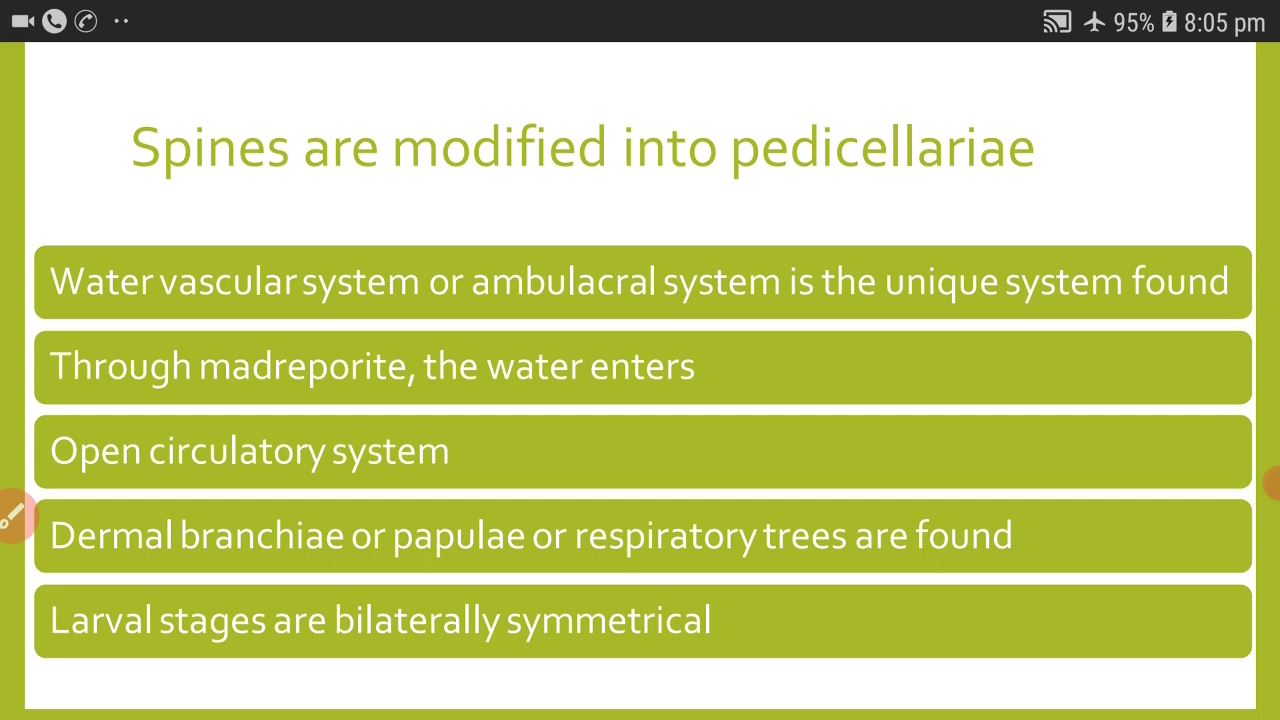 95% 8:05 pm
Spines are modified into pedicellariae
Water vascular system or ambulacral system is the unique system found
Through madreporite, the water enters
Open circulatory system
Dermal branchiae or papulae or respiratory trees are found
Larval stages are bilaterally symmetrical